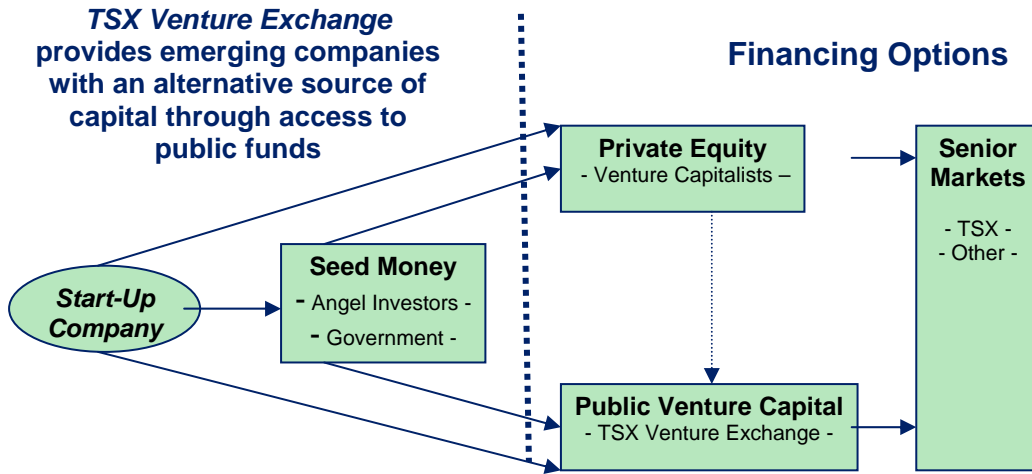 TSX Venture Exchange
provides emerging companies
with an alternative source of
capital through access to
public funds
Financing Options
Private Equity
- Venture Capitalists –
Senior
Markets
- TSX -
- Other -
Start-Up
Company
Seed Money
- Angel Investors -
- Government -
Public Venture Capital
- TSX Venture Exchange -